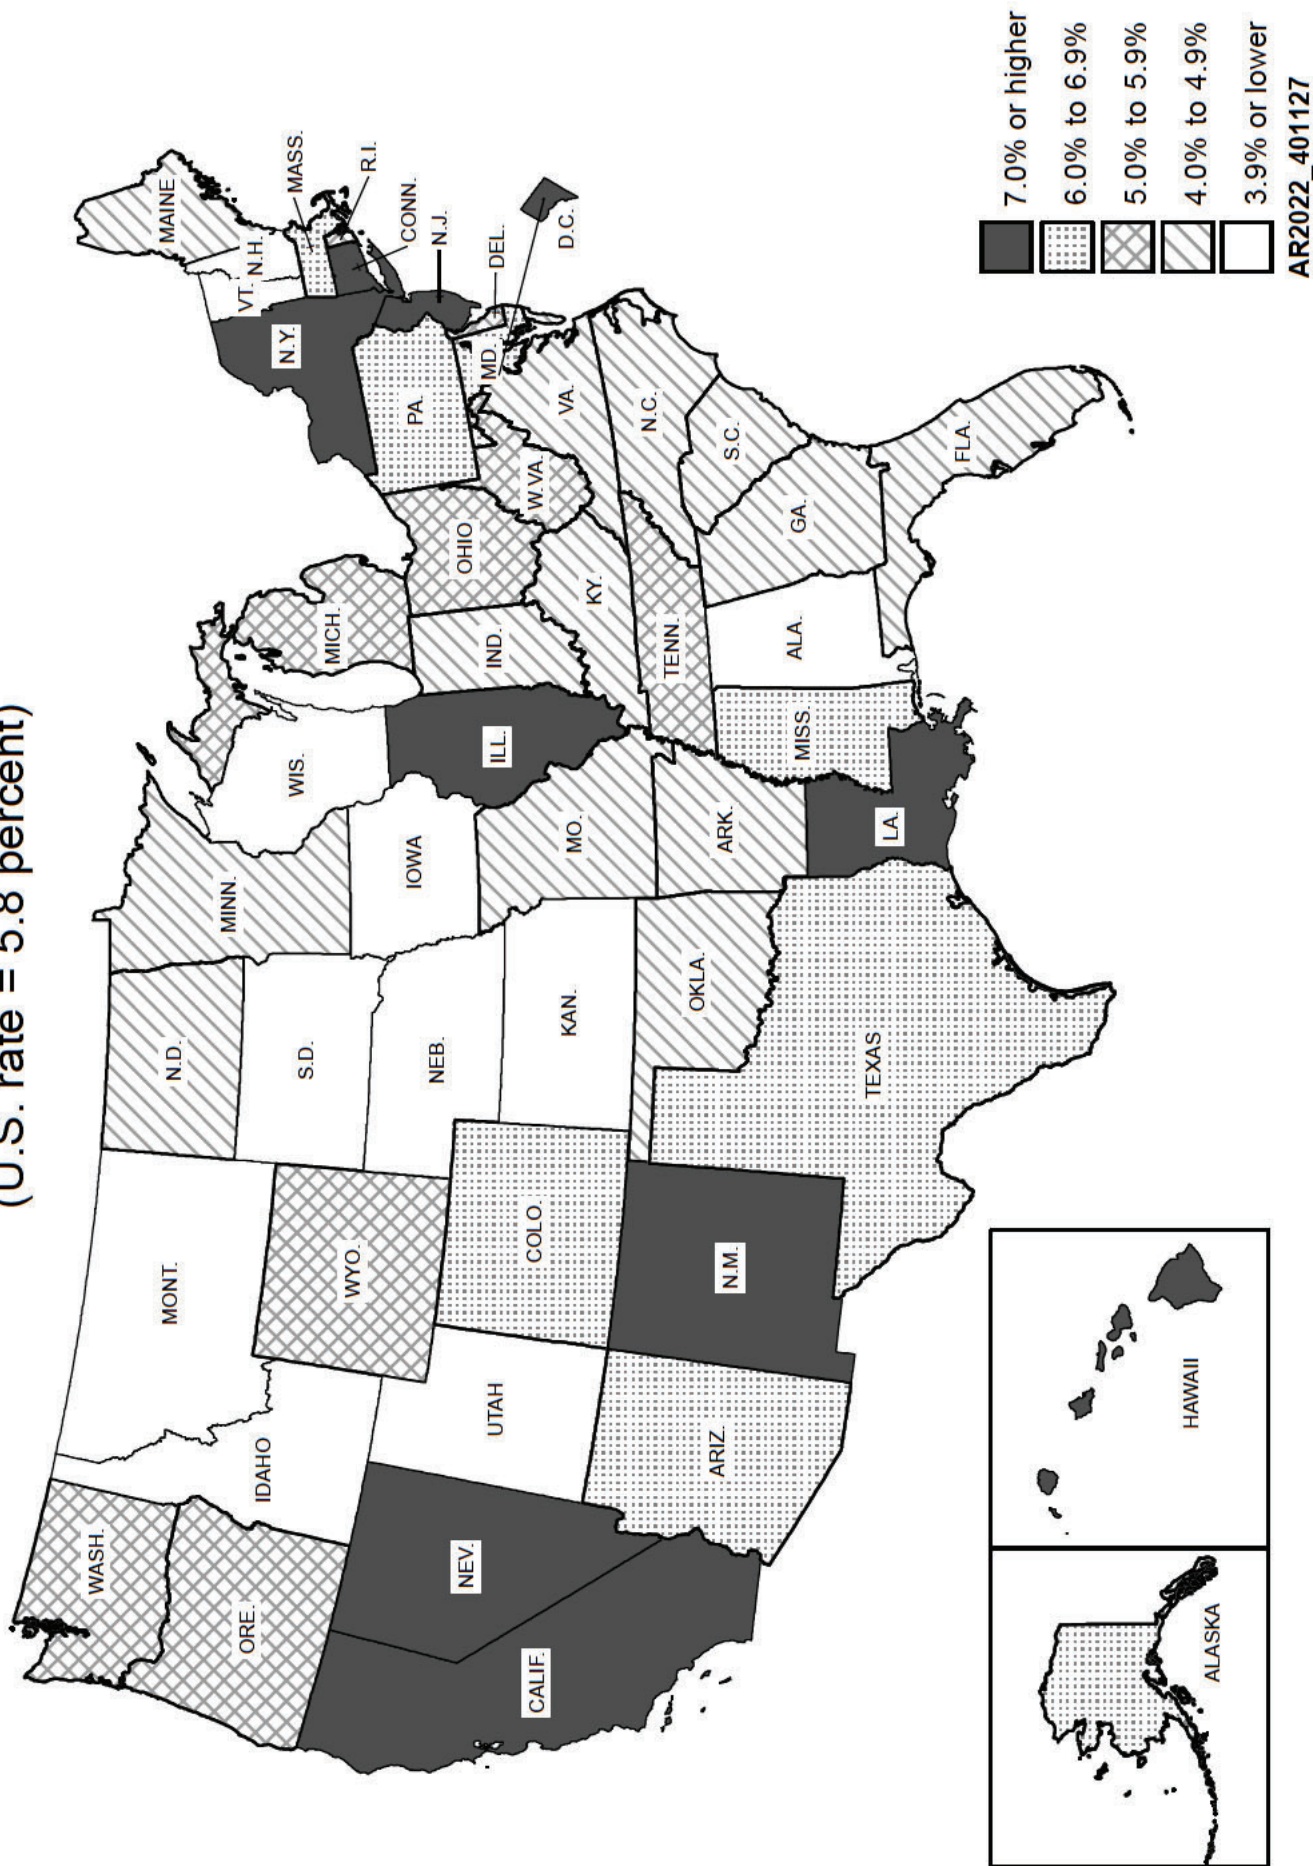 (U.S. rate = 5.8 percent)
WASH.
ORE.
CALIF.
NEV.
IDAHO
MONT.
WYO.
UTAH
ARIZ.
COLO.
N.M.
N.D.
S.D.
NEB.
KAN.
OKLA.
TEXAS
MINN.
IOWA
MO.
ARK.
LA.
WIS.
ILL.
MICH.
IND.
OHIO
KY.
TENN.
MISS.
ALA.
GA.
FLA.
S.C.
N.C.
VA.
W.VA.
PA.
N.Y.
VT.
N.H.
MAINE
MASS.
R.I.
CONN.
N.J.
DEL.
MD.
D.C.
ALASKA
HAWAII
7.0% or higher
6.0% to 6.9%
5.0% to 5.9%
4.0% to 4.9%
3.9% or lower
AR2022_401127